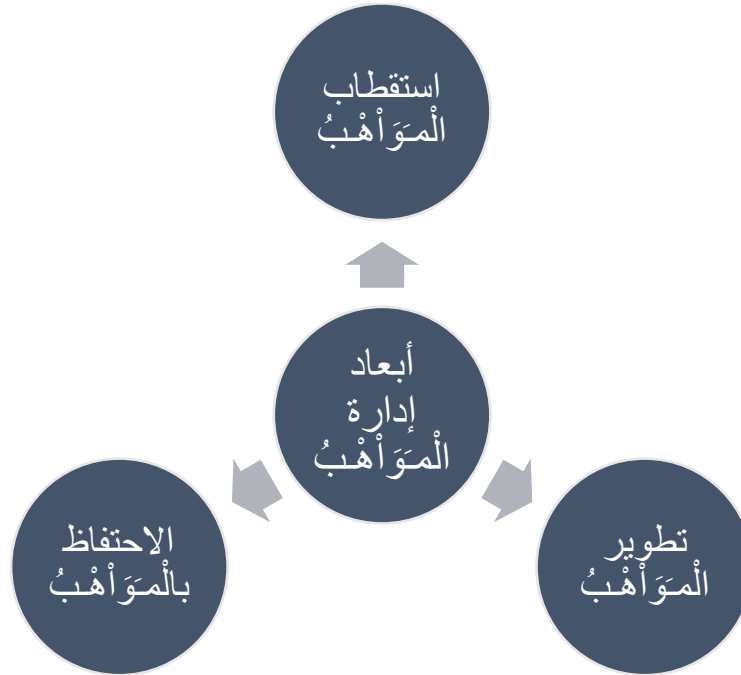 استقطاب
الْمَوَاْهْبُ
أبعاد
إدارة
الْمَوَاْهْبُ
تطوير
الْمَوَاْهْبُ
الاحتفاظ
بالْمَوَاْهْبُ